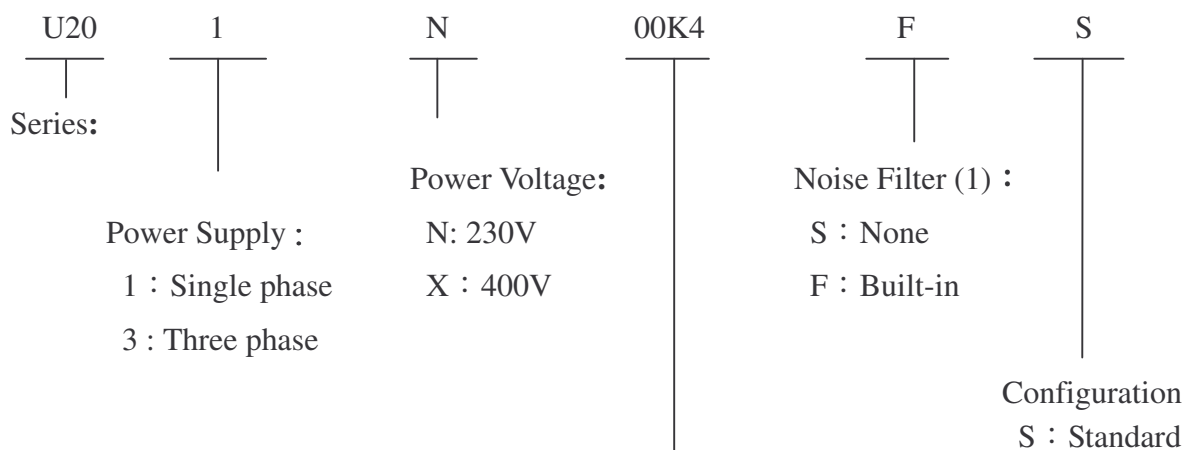 U20 1 N 00K4 F S
Series:
Power Voltage: Noise Filter (1)：
Power Supply： N: 230V S：None
1：Single phase X：400V F：Built-in
3 : Three phase
Configuration
S：Standard